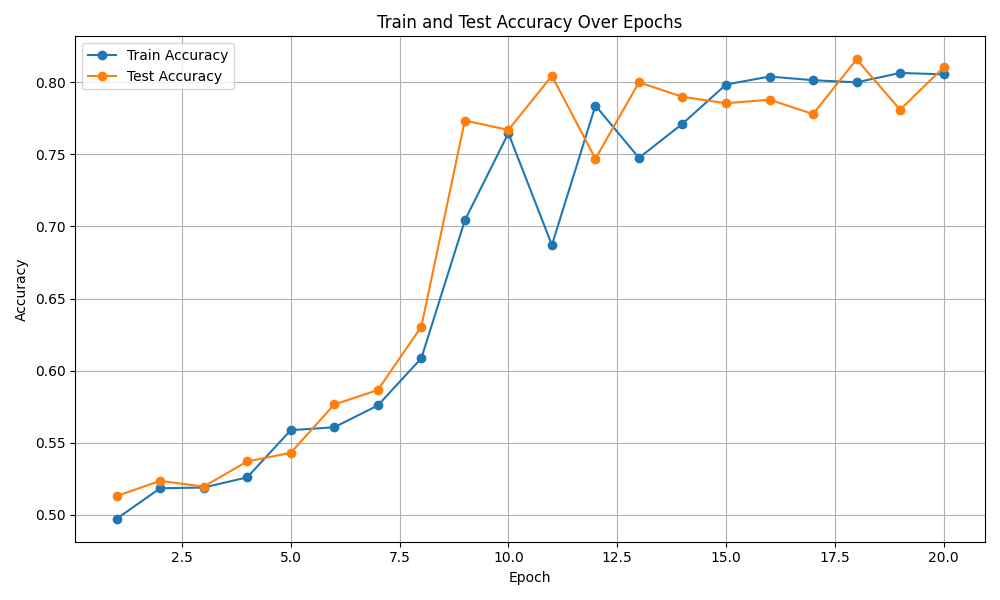 Train and Test Accuracy Over Epochs
Train Accuracy
Test Accuracy
Accuracy
0.80
0.75
0.70
0.65
0.60
0.55
0.50
2.5 5.0 7.5 10.0 12.5 15.0 17.5 20.0
Epoch